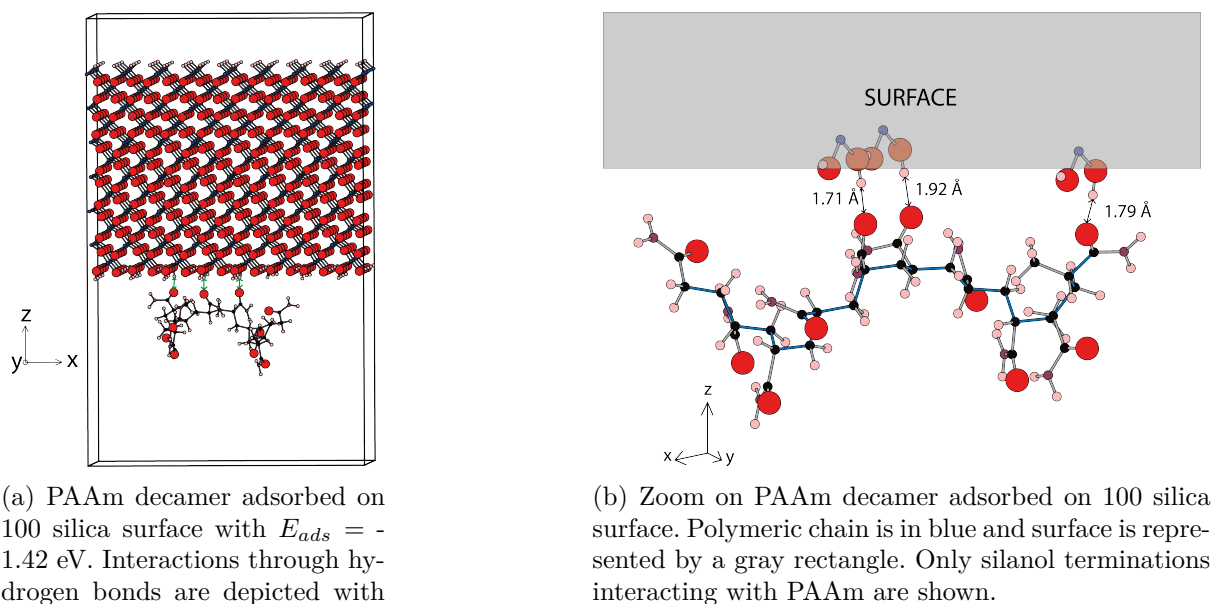 SURFACE
1.71 Å
1.92 Å
1.79 Å
z
y
x
z
x
y
(a) PAAm decamer adsorbed on
100 silica surface with E_ads = -
1.42 eV. Interactions through hy-
drogen bonds are depicted with
(b) Zoom on PAAm decamer adsorbed on 100 silica
surface. Polymeric chain is in blue and surface is repre-
sented by a gray rectangle. Only silanol terminations
interacting with PAAm are shown.